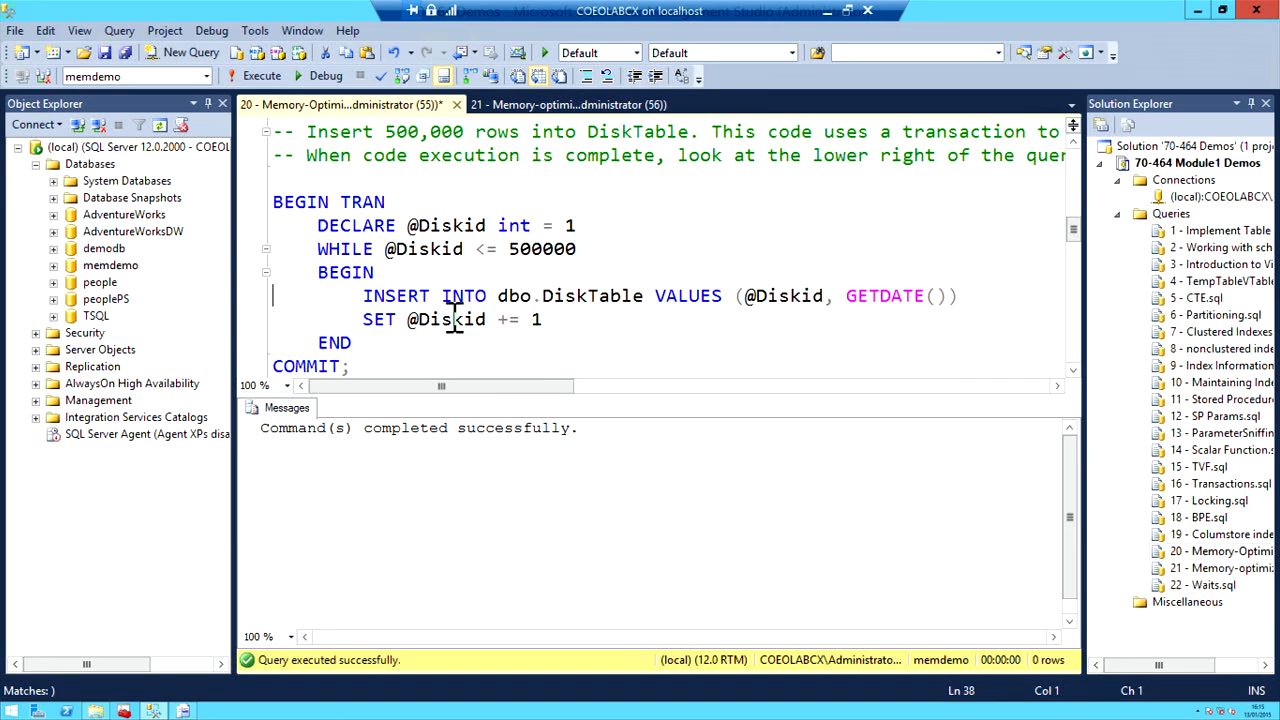 COEOLABCX on localhost
File Edit View Query Project Debug Tools Window Help
New Query Default Default
memdemo Execute Debug
Object Explorer
20 - Memory-Optimi...dministrator (55))*
21 - Memory-optimi...dministrator (56))
Solution Explorer
Connect
(local) (SQL Server 12.0.2000 - COEOL
Databases
System Databases
Database Snapshots
AdventureWorks
AdventureWorksDW
demodb
memdemo
people
peoplePS
TSQL
Security
Server Objects
Replication
AlwaysOn High Availability
Management
Integration Services Catalogs
SQL Server Agent (Agent XPs disa
-- Insert 500,000 rows into DiskTable. This code uses a transaction to
-- When code execution is complete, look at the lower right of the quer
BEGIN TRAN
DECLARE @Diskid int = 1
WHILE @Diskid <= 500000
BEGIN
INSERT INTO dbo.DiskTable VALUES (@Diskid, GETDATE())
SET @Diskid += 1
END
COMMIT;
100 %
Messages
Command(s) completed successfully.
100 %
Query executed successfully.
(local) (12.0 RTM) COEOLABCX\Administrato... memdemo 00:00:00 0 rows
Solution '70-464 Demos' (1 proj
70-464 Module1 Demos
Connections
(local):COEOLABCX\
Queries
1 - Implement Table
2 - Working with sch
3 - Introduction to Vi
4 - TempTableVTable
5 - CTE.sql
6 - Partitioning.sql
7 - Clustered Indexes
8 - nonclustered index
9 - Index Informatio
10 - Maintaining Ind
11 - Stored Procedure
12 - SP Params.sql
13 - ParameterSniffin
14 - Scalar Function.s
15 - TVF.sql
16 - Transactions.sql
17 - Locking.sql
18 - BPE.sql
19 - Columstore inde
20 - Memory-Optimi
21 - Memory-optimiz
22 - Waits.sql
Miscellaneous
Matches: )
Ln 38 Col 1 Ch 1 INS
16:15
13/01/2015